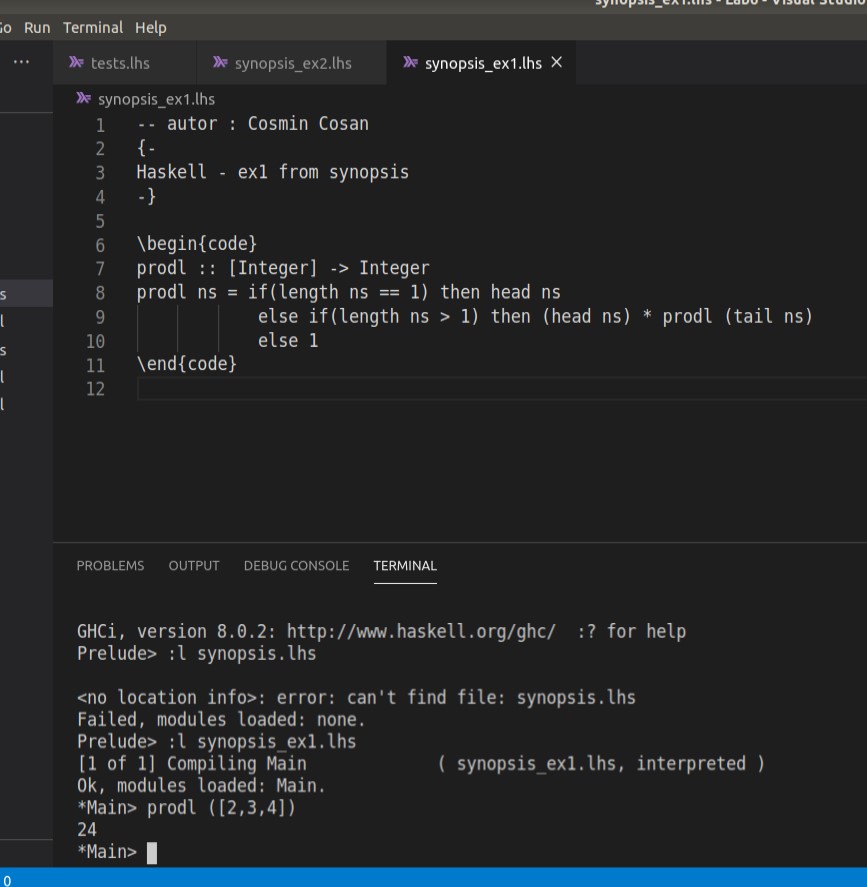 synopsis_ex1.lhs - Labo - Visual Studio
Go Run Terminal Help
... tests.lhs synopsis_ex2.lhs synopsis_ex1.lhs ×
synopsis_ex1.lhs
1 -- autor : Cosmin Cosan
2 {-
3 Haskell - ex1 from synopsis
4 -}
5
6 \begin{code}
7 prodl :: [Integer] -> Integer
8 prodl ns = if(length ns == 1) then head ns
9 else if(length ns > 1) then (head ns) * prodl (tail ns)
10 else 1
11 \end{code}
12
s
l
s
l
l
PROBLEMS OUTPUT DEBUG CONSOLE TERMINAL
GHCi, version 8.0.2: http://www.haskell.org/ghc/ :? for help
Prelude> :l synopsis.lhs
<no location info>: error: can't find file: synopsis.lhs
Failed, modules loaded: none.
Prelude> :l synopsis_ex1.lhs
[1 of 1] Compiling Main ( synopsis_ex1.lhs, interpreted )
Ok, modules loaded: Main.
*Main> prodl ([2,3,4])
24
*Main>
0